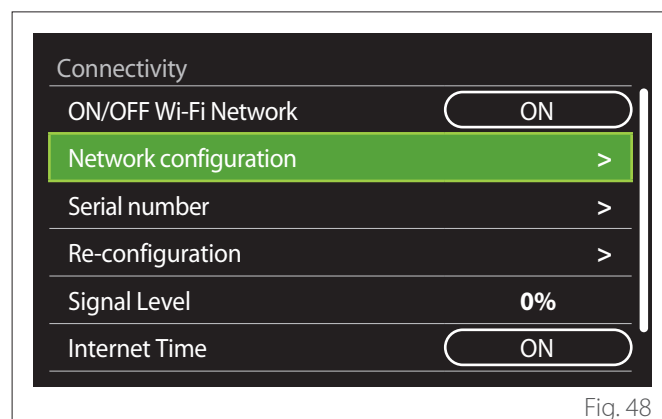 Connectivity
ON/OFF Wi-Fi Network ON
Network configuration >
Serial number >
Re-configuration >
Signal Level 0%
Internet Time ON
Fig. 48